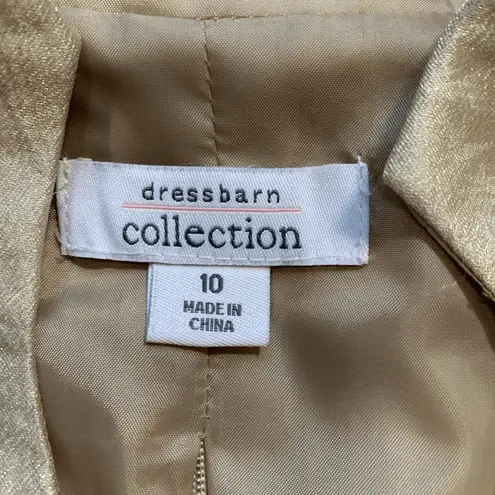 dressbarn
collection
10
MADE IN
CHINA